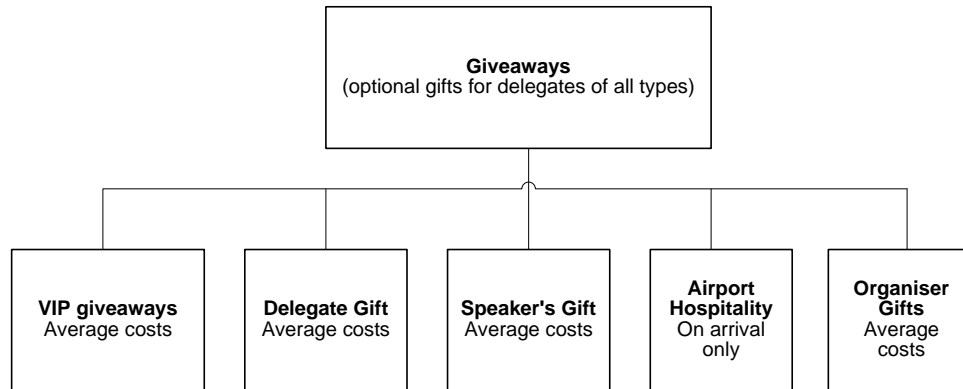 Giveaways
(optional gifts for delegates of all types)
VIP giveaways
Average costs
Delegate Gift
Average costs
Speaker's Gift
Average costs
Airport
Hospitality
On arrival
only
Organiser
Gifts
Average
costs